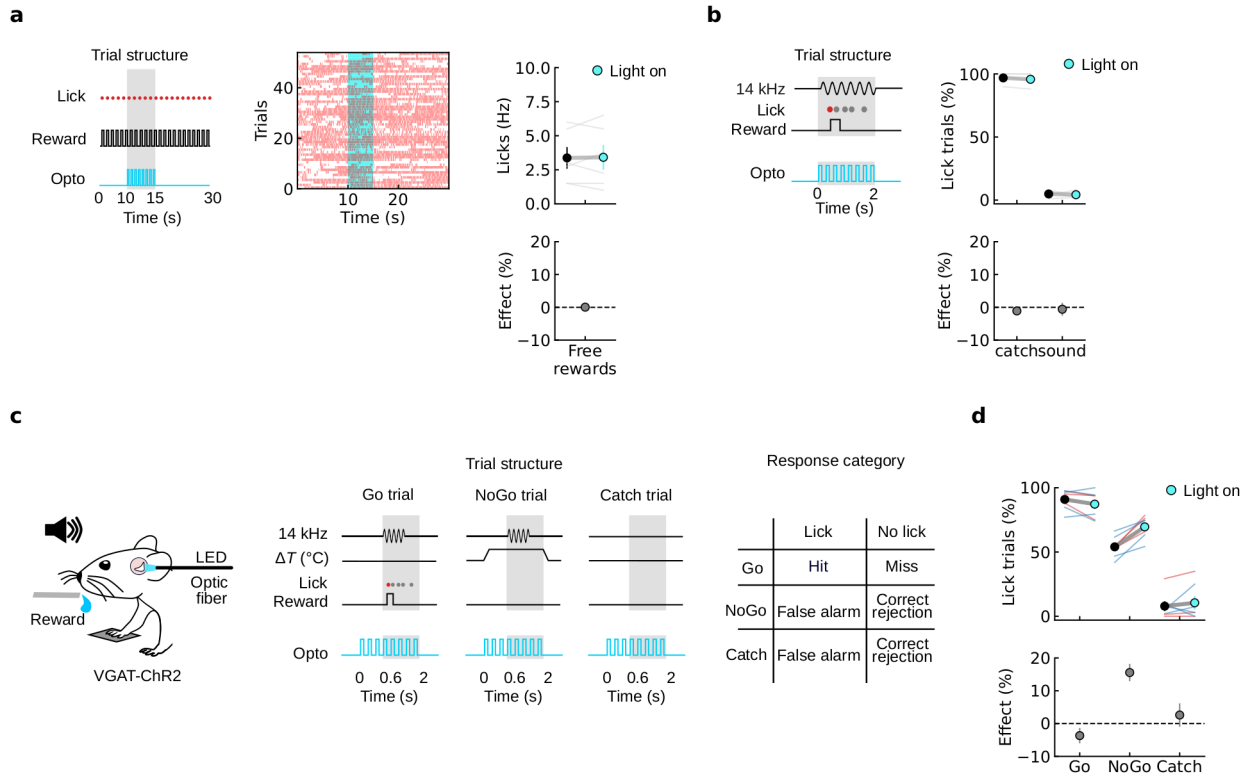 a
Trial structure
Lick
Reward
Opto
0 10 15 30
Time (s)
Trials
40
20
0
10 20
Time (s)
Light on
Licks (Hz)
10.0
7.5
5.0
2.5
0.0
Effect (%)
20
10
0
−10
Free
rewards
b
Trial structure
14 kHz
Lick
Reward
Opto
0 2
Time (s)
Light on
Lick trials (%)
100
50
0
Effect (%)
20
10
0
−10
catchsound
c
LED
Optic
fiber
Reward
VGAT-ChR2
Trial structure
Go trial NoGo trial Catch trial
14 kHz
ΔT (°C)
Lick
Reward
Opto
0 0.6 2 0 0.6 2 0 0.6 2
Time (s) Time (s) Time (s)
Response category
Lick No lick
Go Hit Miss
NoGo False alarm Correct
rejection
Catch False alarm Correct
rejection
d
Light on
Lick trials (%)
100
50
0
Effect (%)
20
10
0
−10
Go NoGo Catch